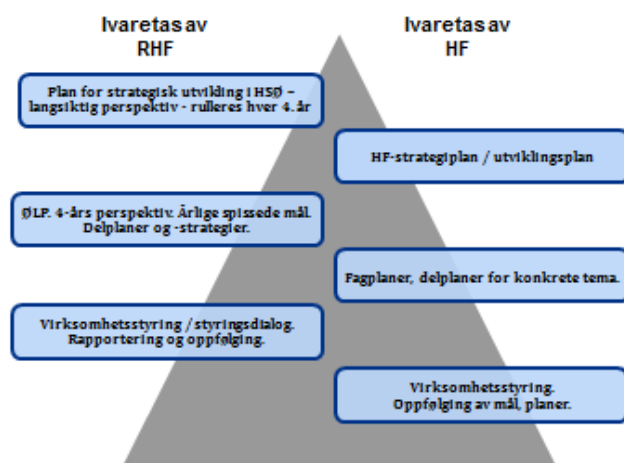 Ivaretas av
RHF
Ivaretas av
HF
Plan for strategisk utvikling i HSØ –
langsiktig perspektiv - rulleres hver 4. år
HF-strategiplan / utviklingsplan
ØLP. 4-års perspektiv. Årlige spissede mål.
Delplaner og -strategier.
Fagplaner, delplaner for konkrete tema.
Virksomhetsstyring / styringsdialog.
Rapportering og oppfølging.
Virksomhetsstyring.
Oppfølging av mål, planer.